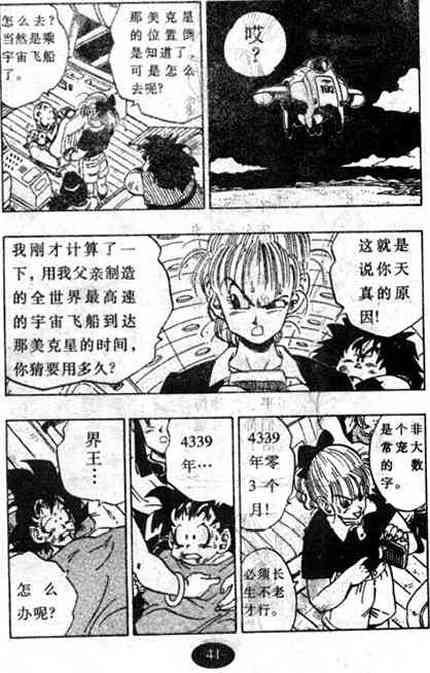 哎
?
那美克星
的位置倒
是知道了,
可是怎么
去呢?
怎么去?
当然是乘
宇宙飞船
了。
这就是
说你天
真的原
因!
我刚才计算了一
下,用我父亲制造
的全世界最高速
的宇宙飞船到达
那美克星的时间,
你猜要用多久?
是个非
常宠大
的数
字。
4339
年零
3个
月!
必须长
生不老
才行。
4339
年…
界
王
…
怎么
办呢?
41